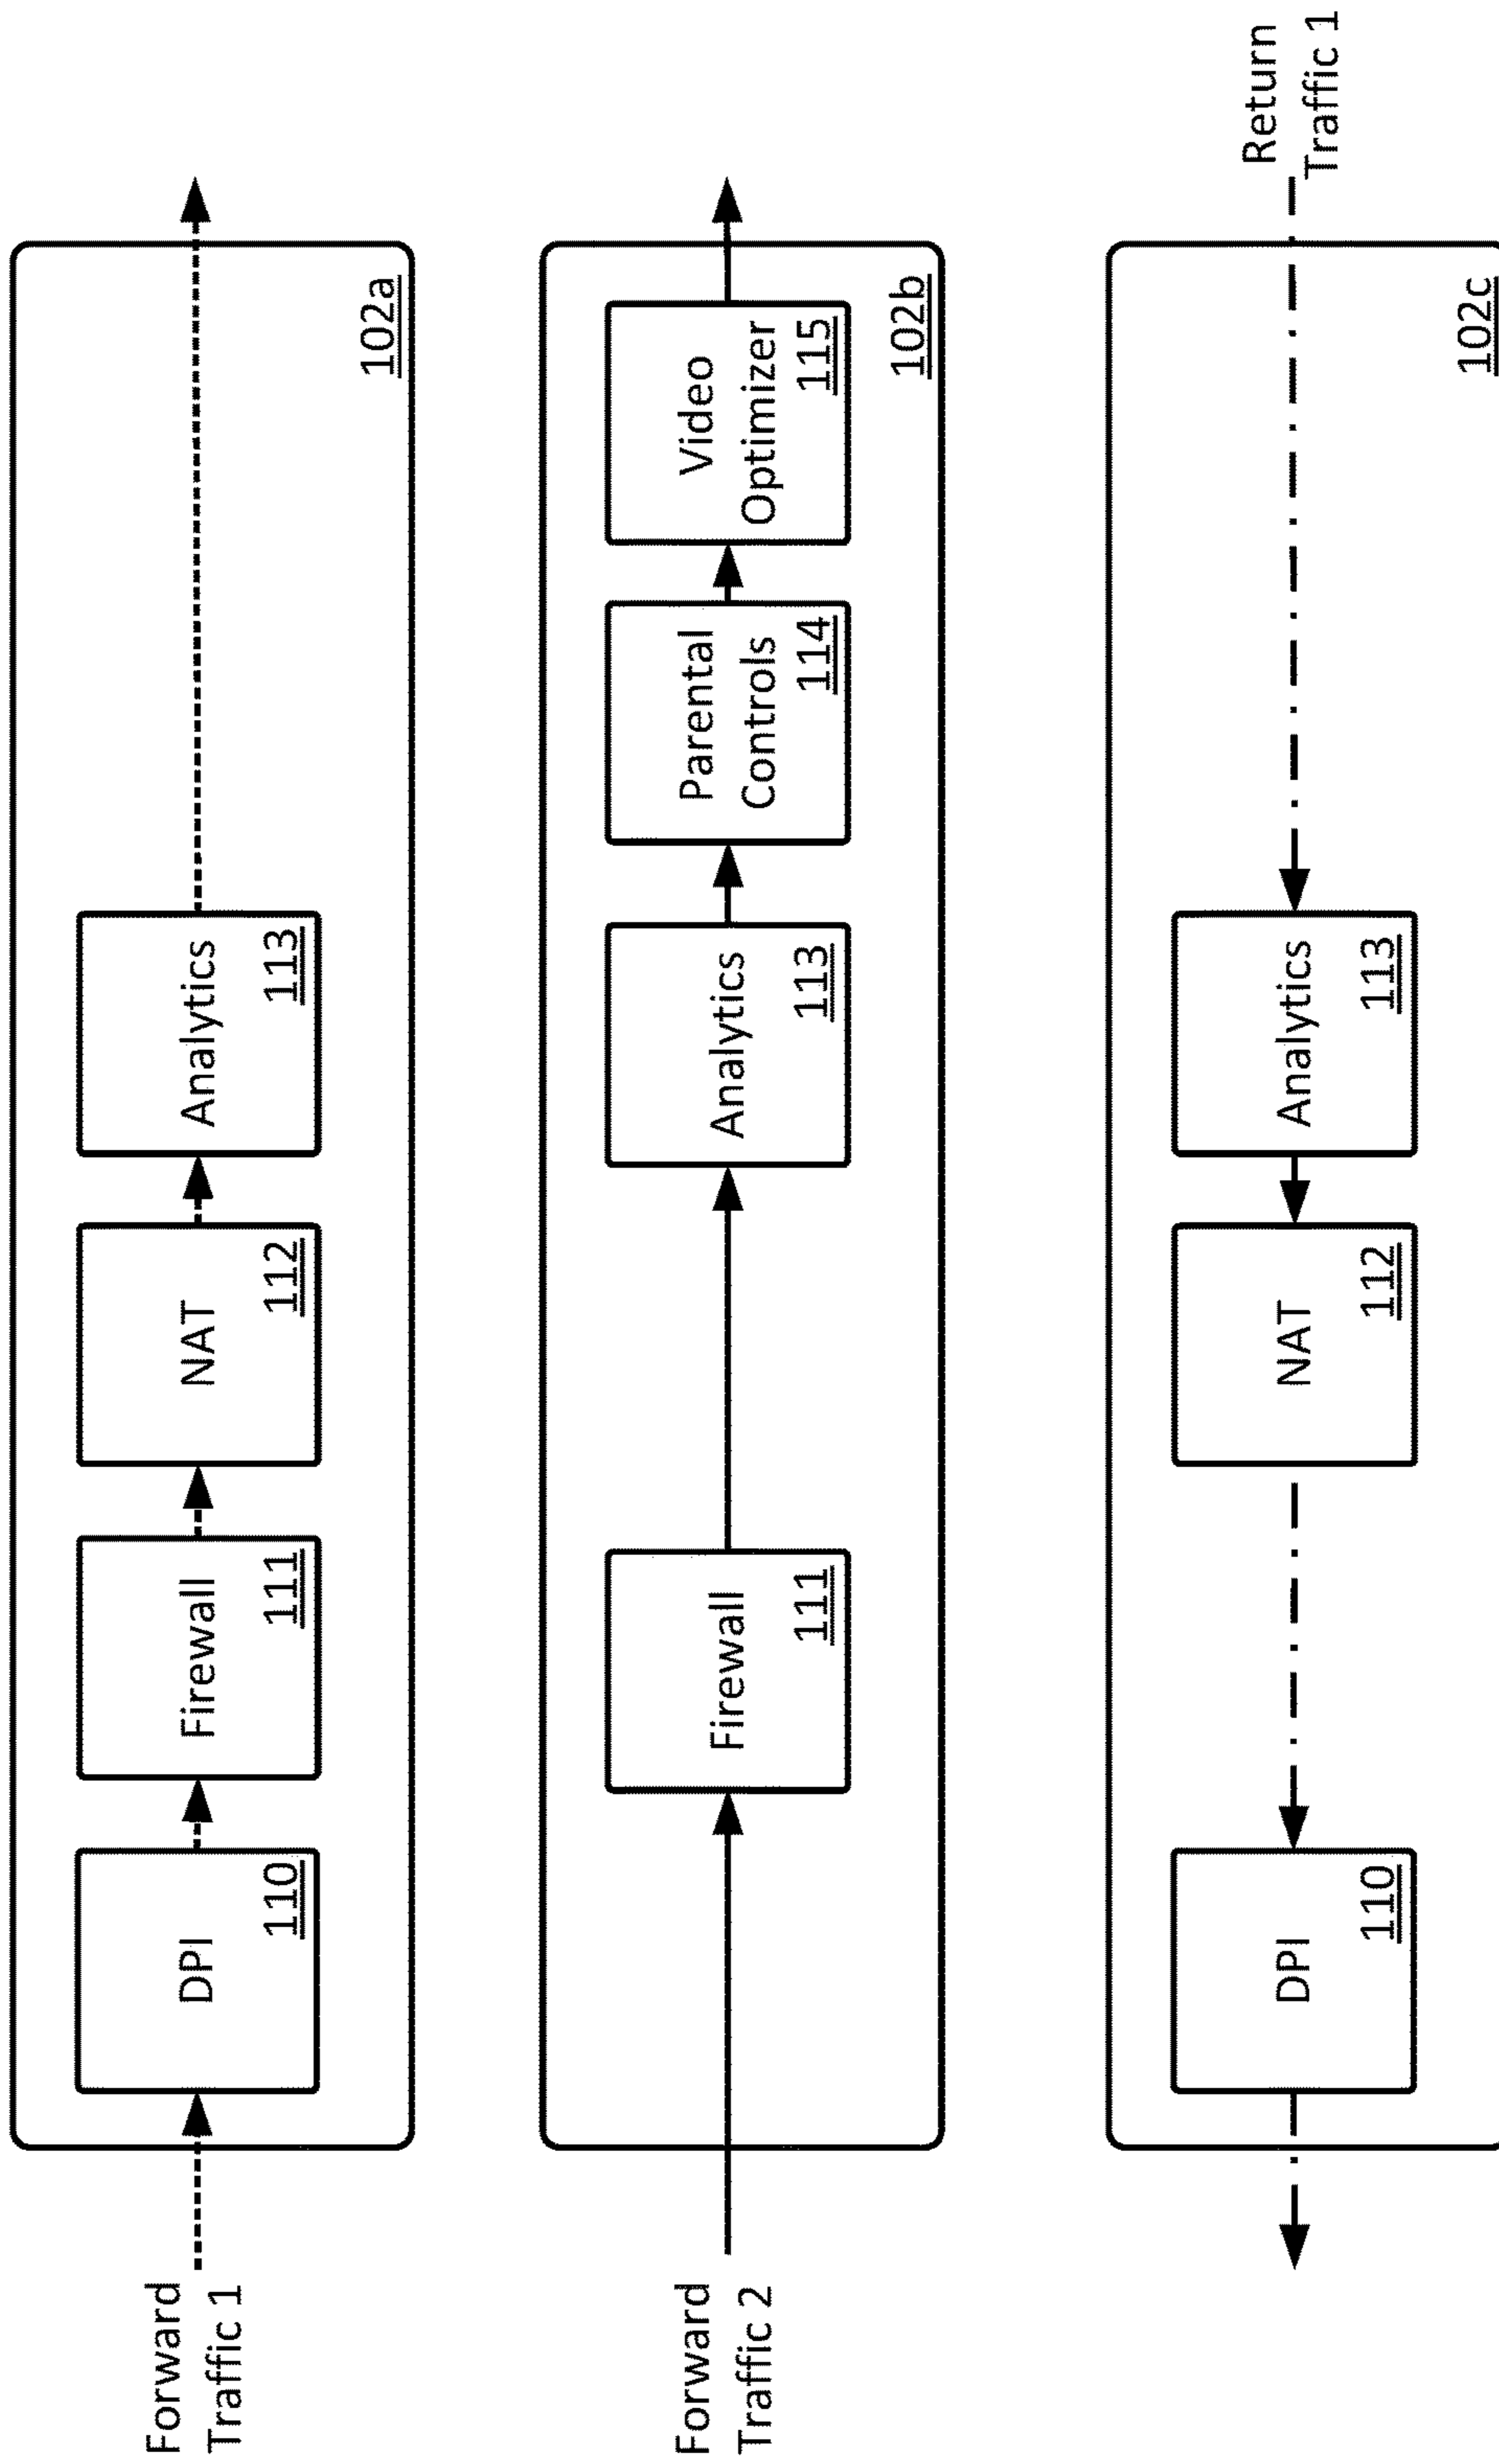 Forward
Traffic 1
DPI
110
Firewall
111
NAT
112
Analytics
113
102a
Forward
Traffic 2
Firewall
111
Analytics
113
Parental
Controls
114
Video
Optimizer
115
102b
Return
Traffic 1
Analytics
113
NAT
112
DPI
110
102c